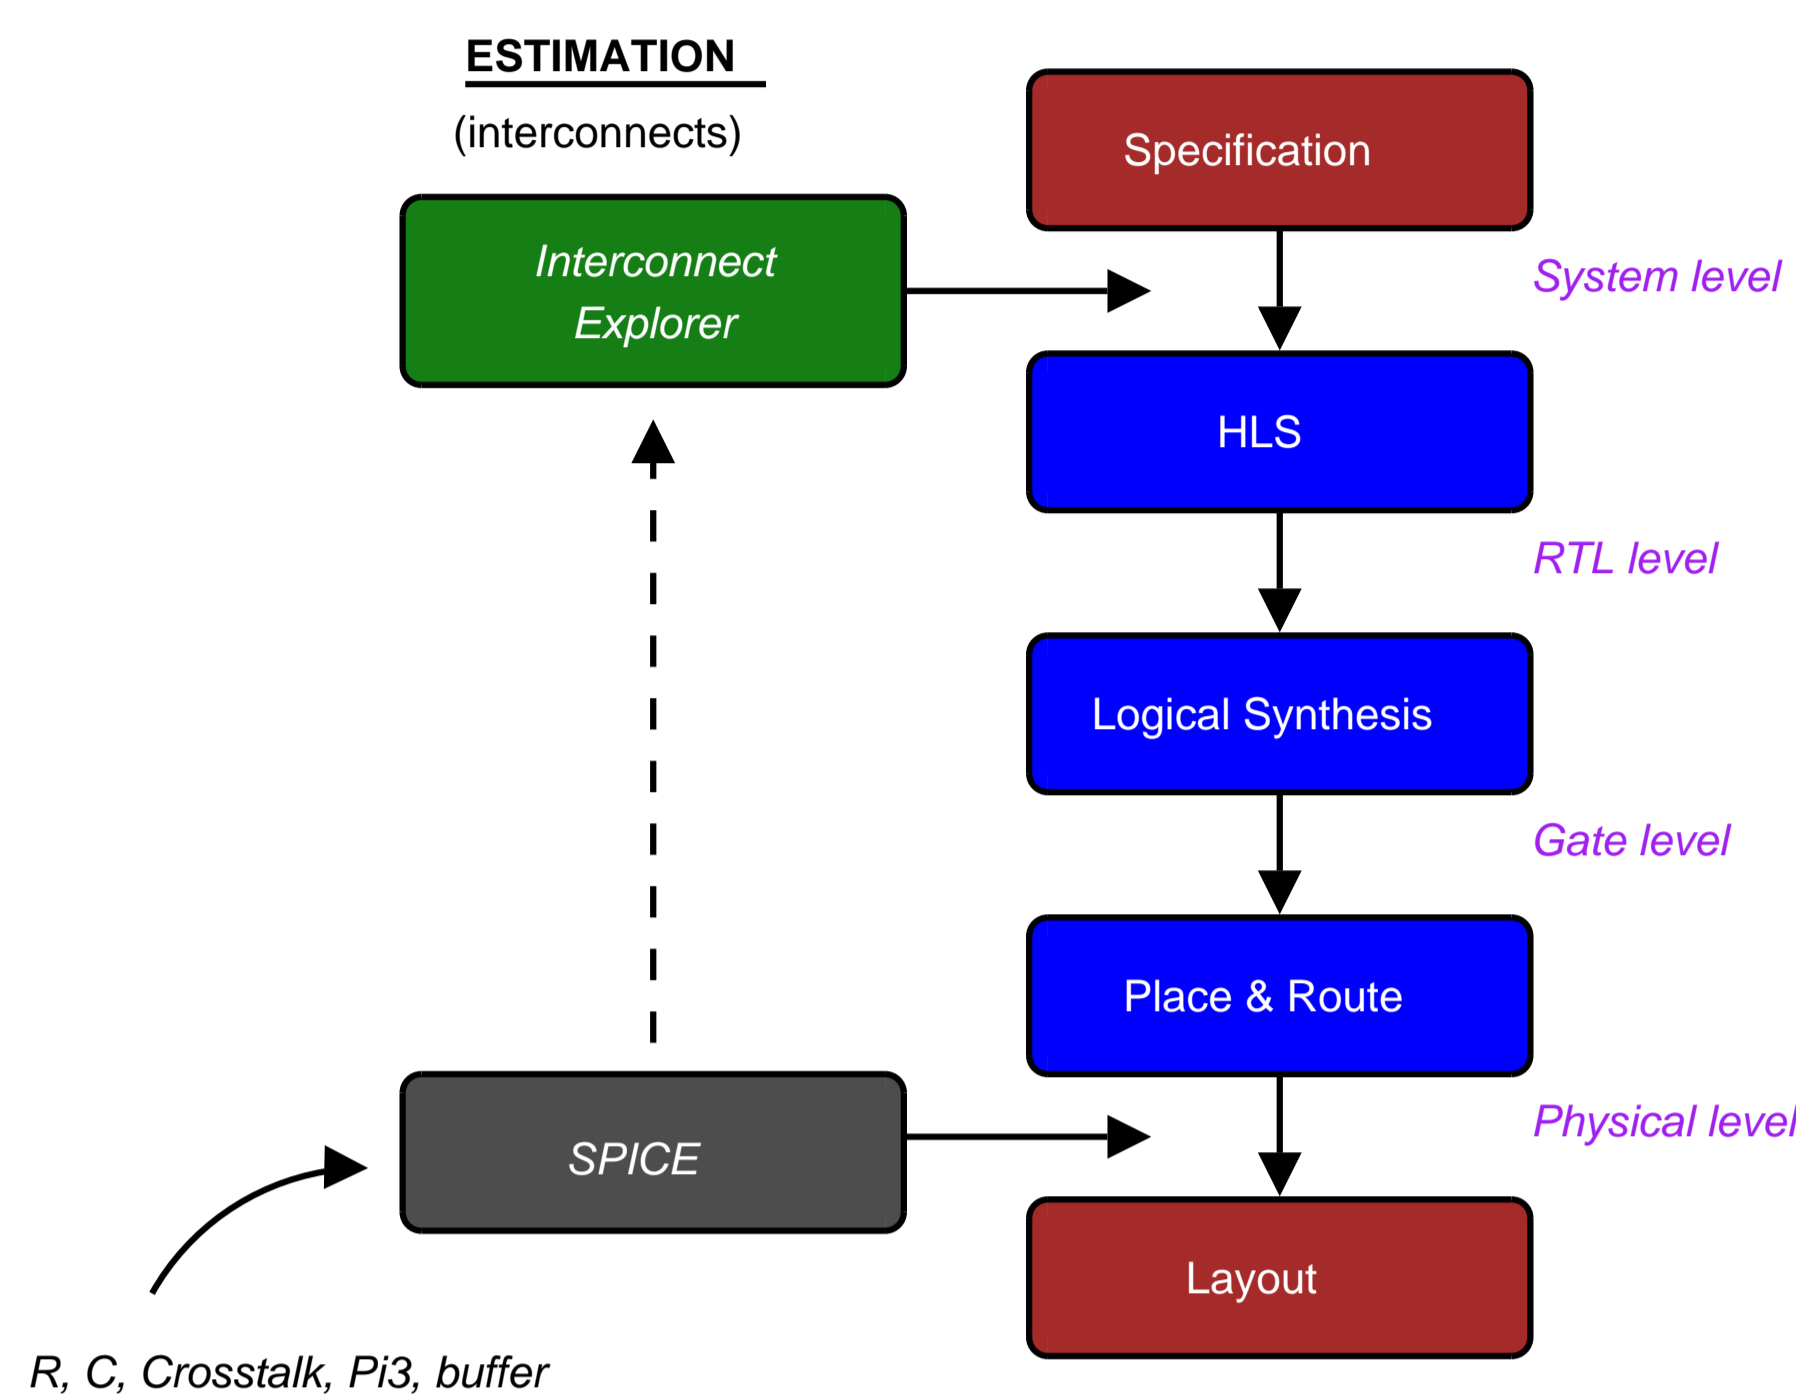 ESTIMATION
(interconnects)
Specification
Interconnect
Explorer
System level
HLS
RTL level
Logical Synthesis
Gate level
Place & Route
Physical level
SPICE
Layout
R, C, Crosstalk, Pi3, buffer